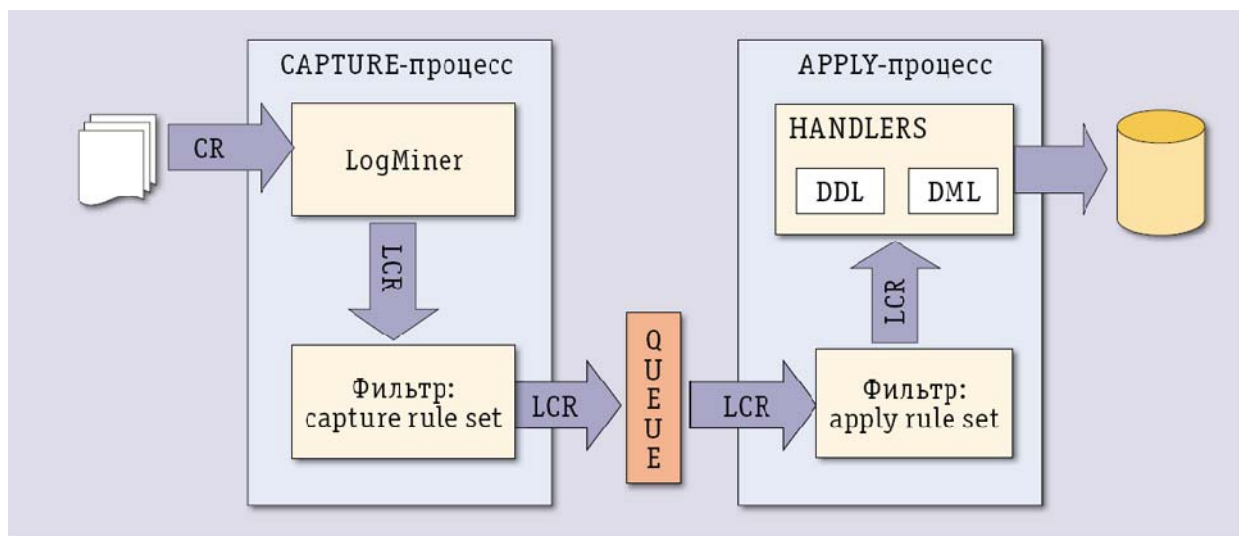 CAPTURE-процесс
CR
LogMiner
LCR
Фильтр:
capture rule set
LCR
QUEUE
LCR
APPLY-процесс
HANDLERS
DDL
DML
LCR
Фильтр:
apply rule set